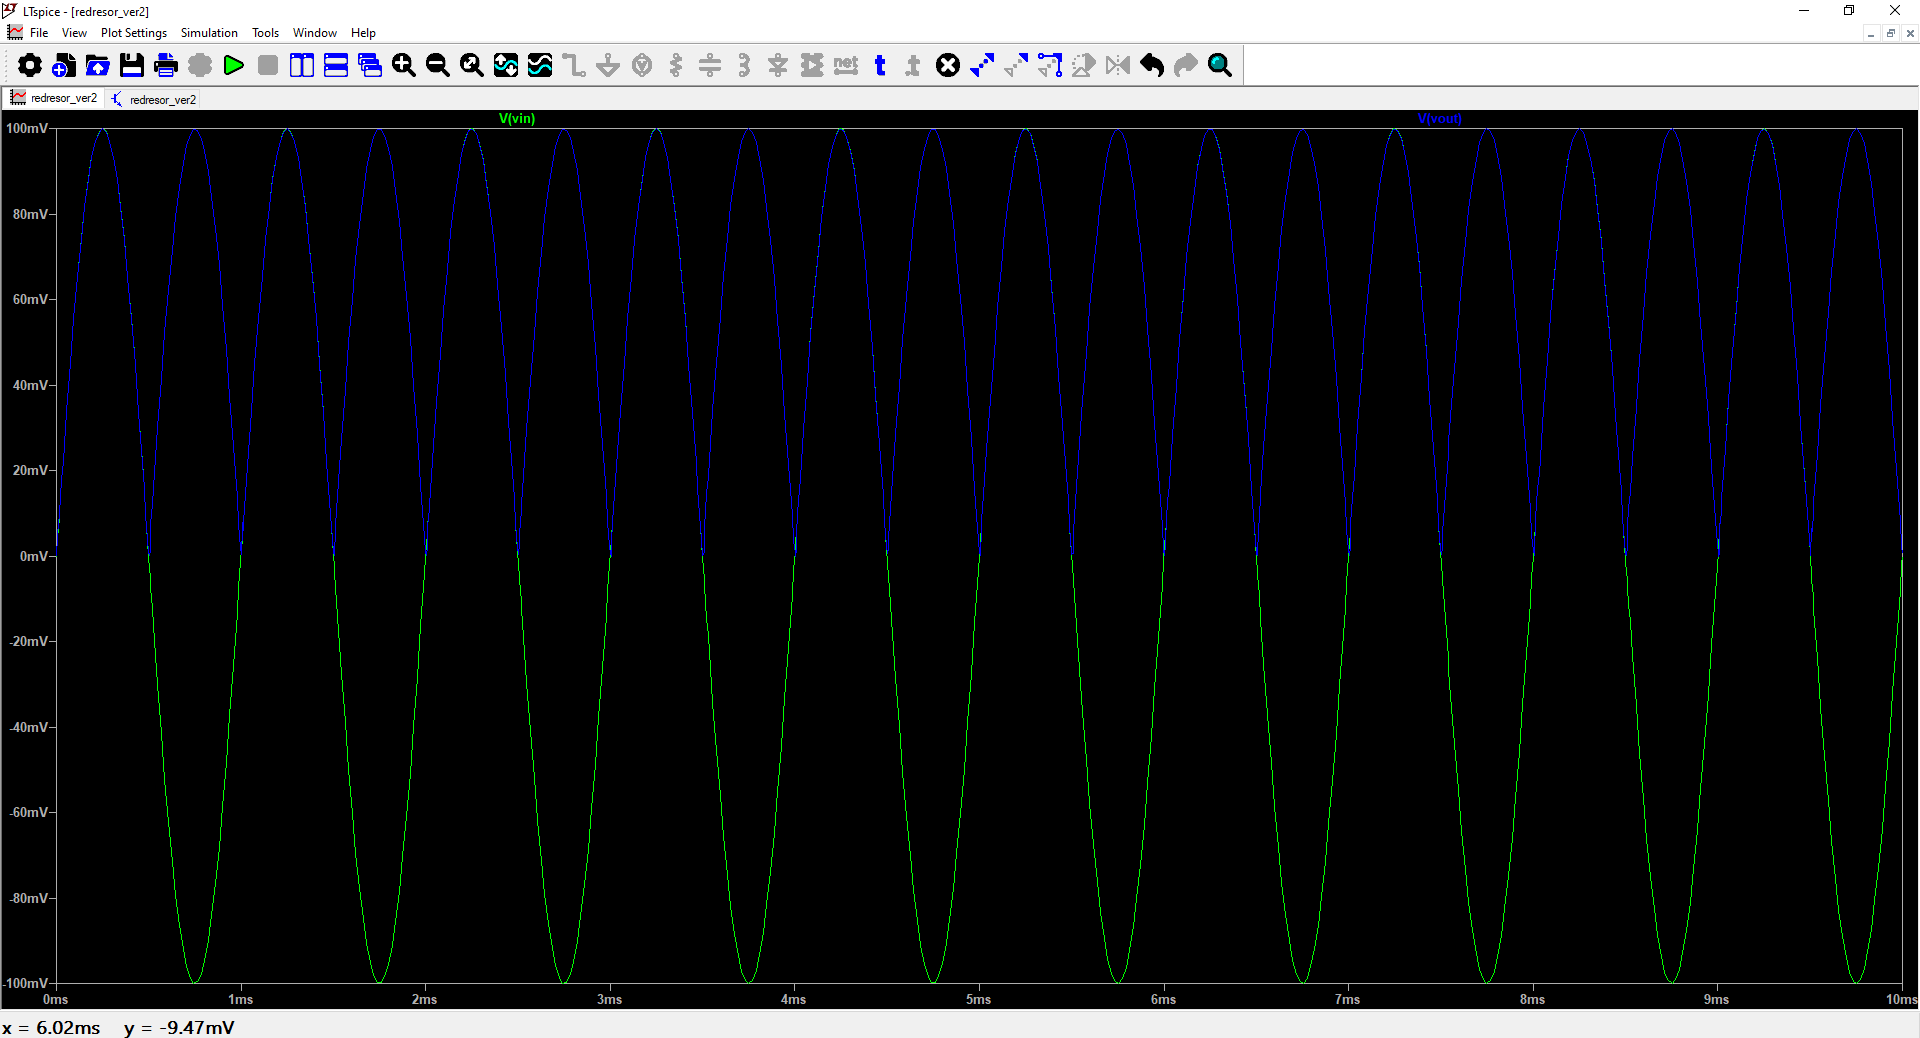 LTspice - [redresor_ver2]
File View Plot Settings Simulation Tools Window Help
net t t
redresor_ver2 redresor_ver2
V(vin) V(vout)
100mV
80mV
60mV
40mV
20mV
0mV
-20mV
-40mV
-60mV
-80mV
-100mV
0ms 1ms 2ms 3ms 4ms 5ms 6ms 7ms 8ms 9ms 10ms
x = 6.02ms y = -9.47mV